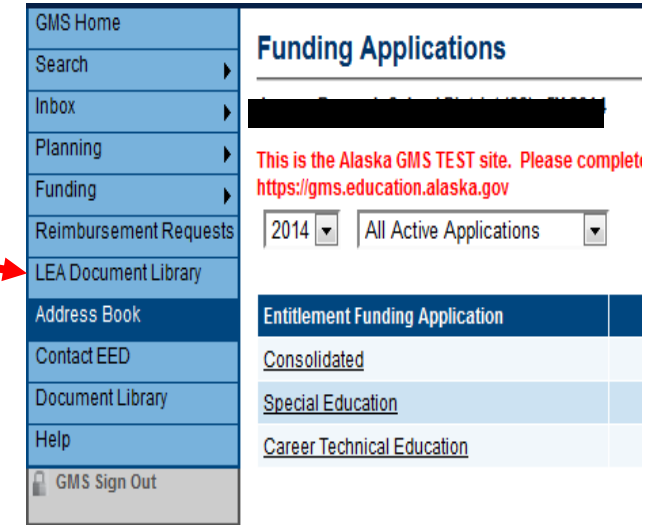 GMS Home
Search
Inbox
Planning
Funding
Reimbursement Requests
LEA Document Library
Address Book
Contact EED
Document Library
Help
GMS Sign Out
Funding Applications
This is the Alaska GMS TEST site. Please complet
https://gms.education.alaska.gov
2014 All Active Applications
Entitlement Funding Application
Consolidated
Special Education
Career Technical Education